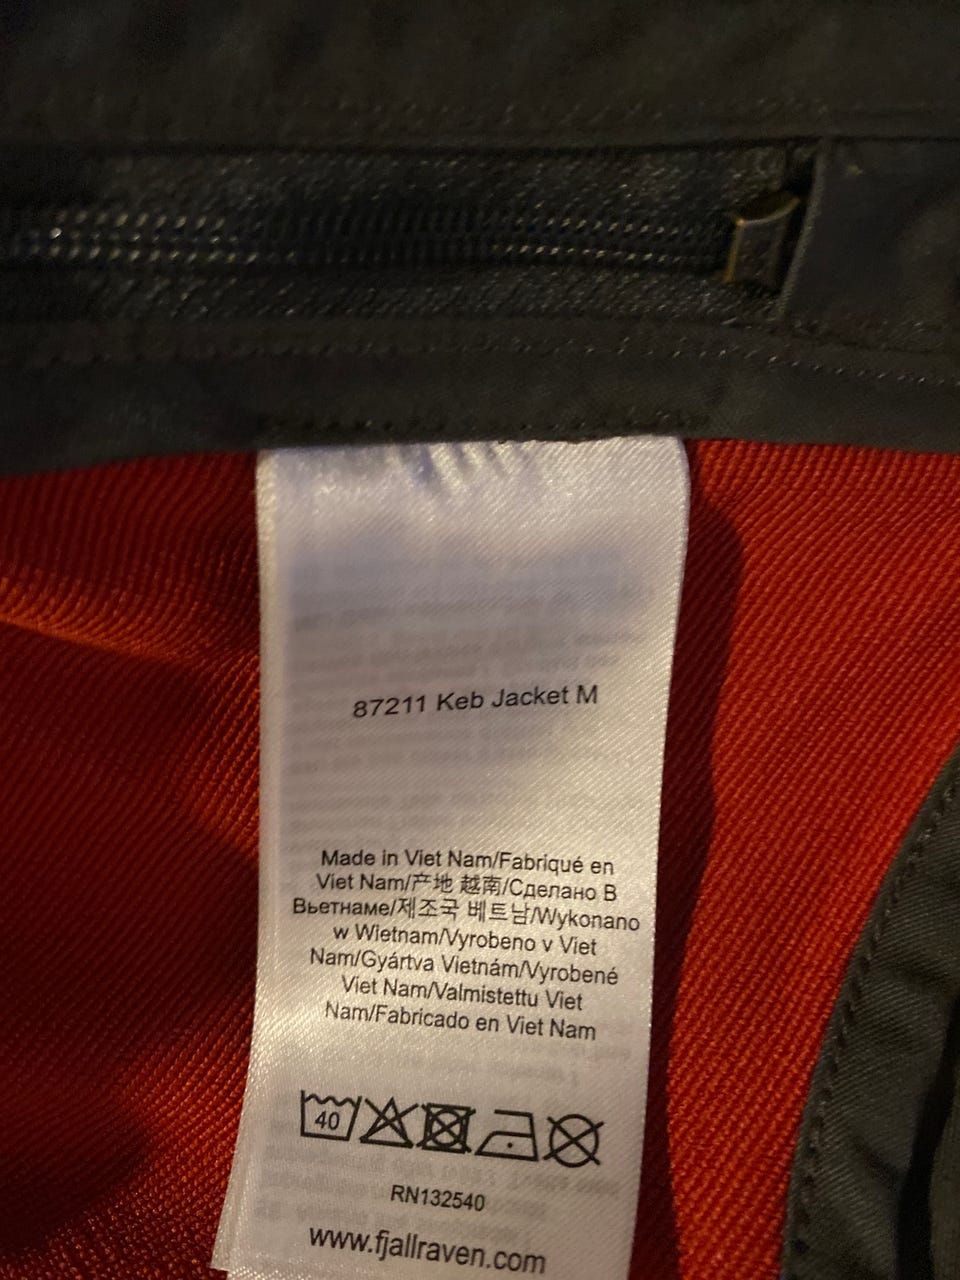 87211 Keb Jacket M
Made in Viet Nam/Fabriqué en
Viet Nam/产地 越南/Сделано В
Вьетнаме/제조국 베트남/Wykonano
w Wietnam/Vyrobeno v Viet
Nam/Gyártva Vietnám/Vyrobené
Viet Nam/Valmistettu Viet
Nam/Fabricado en Viet Nam
40
RN132540
www.fjallraven.com